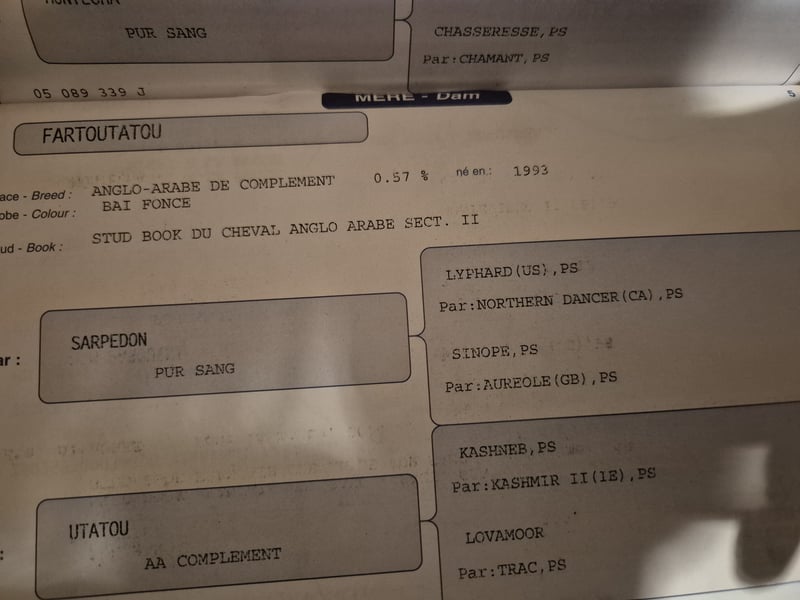 PUR SANG
CHASSERESSE, PS
Par:CHAMANT, PS
05 089 339 J
MERE - Dam
5
FARTOUTATOU
ace - Breed : ANGLO-ARABE DE COMPLEMENT 0.57 % né en : 1993
obe - Colour : BAI FONCE
ud - Book : STUD BOOK DU CHEVAL ANGLO ARABE SECT. II
LYPHARD(US),PS
Par:NORTHERN DANCER(CA),PS
ar : SARPEDON
PUR SANG
SINOPE,PS
Par:AUREOLE(GB),PS
KASHNEB,PS
Par:KASHMIR II(1E),PS
: UTATOU
AA COMPLEMENT
LOVAMOOR
Par:TRAC,PS